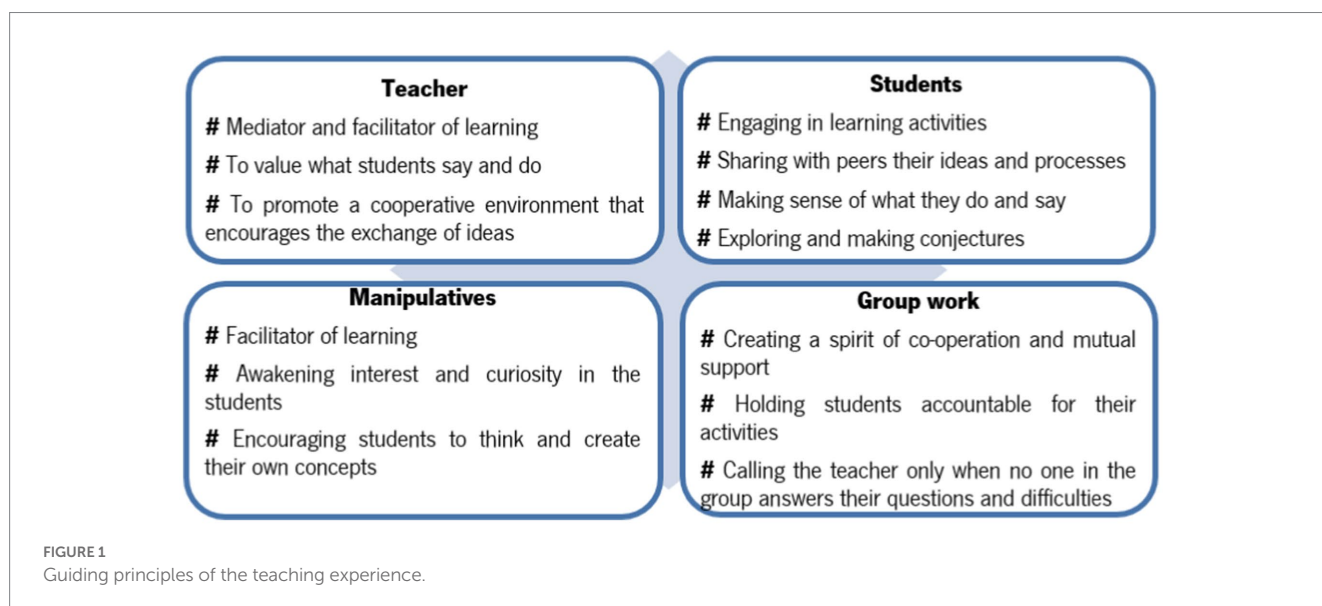 Teacher
# Mediator and facilitator of learning
# To value what students say and do
# To promote a cooperative environment that
encourages the exchange of ideas
Students
# Engaging in learning activities
# Sharing with peers their ideas and processes
# Making sense of what they do and say
# Exploring and making conjectures
Manipulatives
# Facilitator of learning
# Awakening interest and curiosity in the
students
# Encouraging students to think and create
their own concepts
Group work
# Creating a spirit of co-operation and mutual
support
# Holding students accountable for their
activities
# Calling the teacher only when no one in the
group answers their questions and difficulties
FIGURE 1
Guiding principles of the teaching experience.